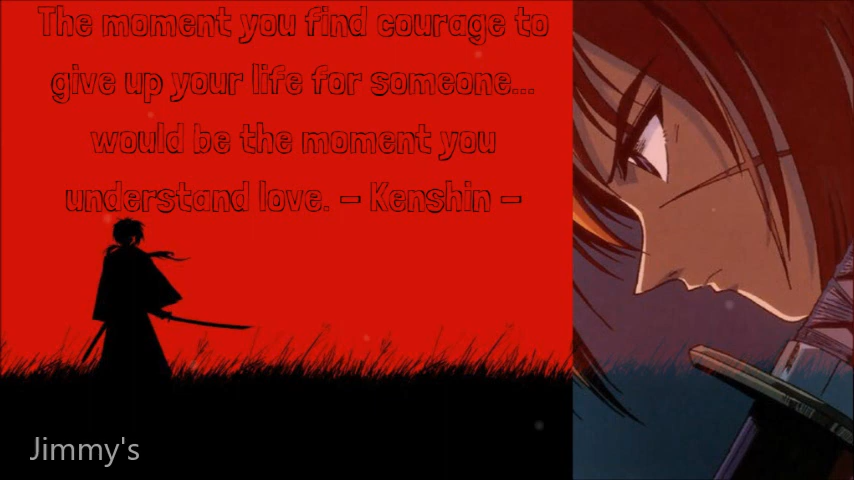 The moment you find courage to
give up your life for someone...
would be the moment you
understand love. - Kenshin -
Jimmy's